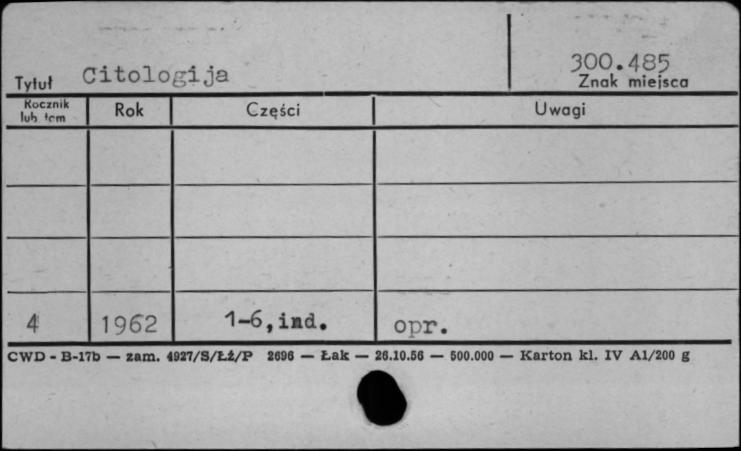 Tytuł Citologija
300.485
Znak miejsca
Rocznik lub tom Rok Części Uwagi
4 1962 1-6, ind. opr.
CWD - B-17b — zam. 4927/S/ŁŻ/P 2696 — Łak — 26.10.56 — 500.000 — Karton kl. IV A1/200 g